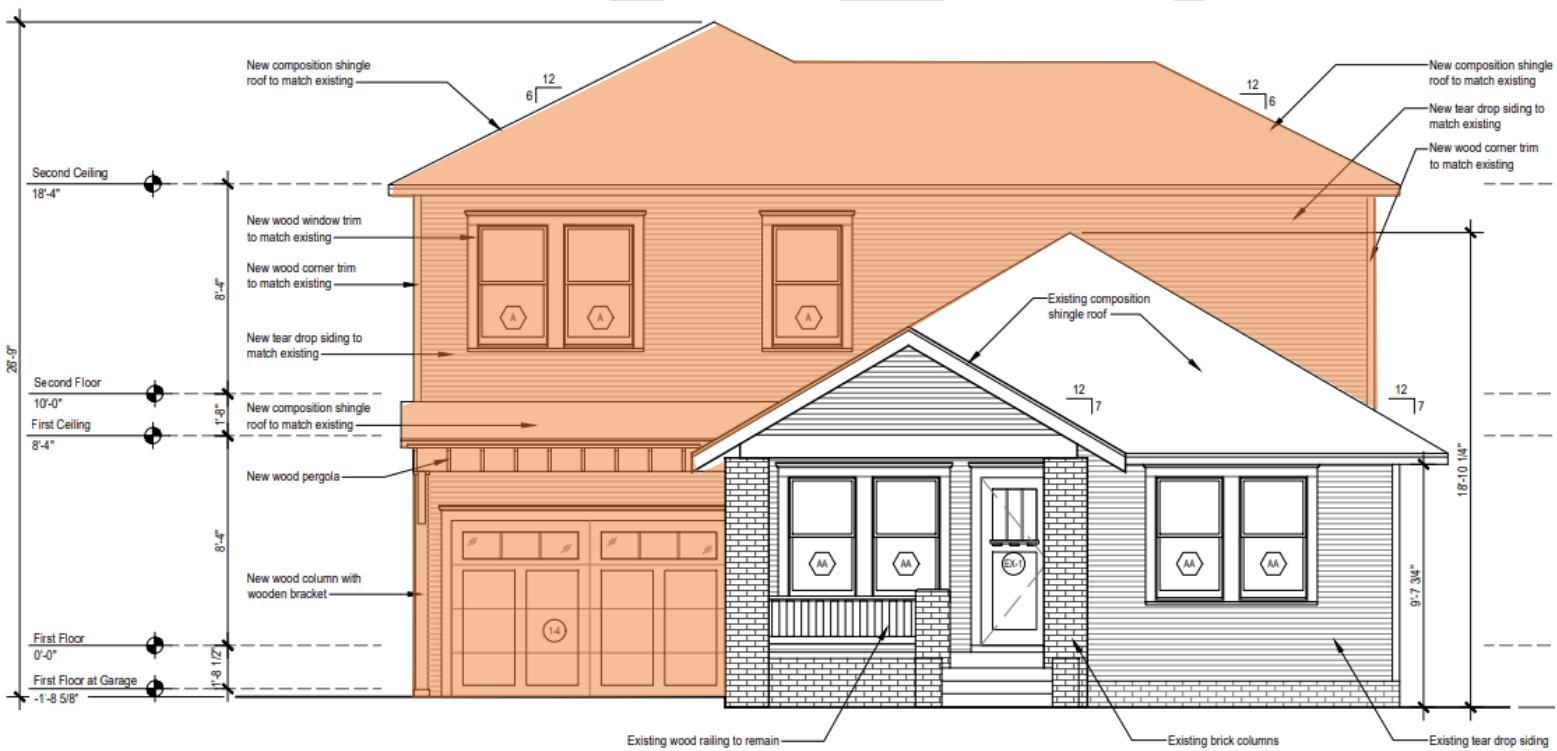 New composition shingle
roof to match existing
12
6
12
6
New composition shingle
roof to match existing
New tear drop siding to
match existing
New wood corner trim
to match existing
Second Ceiling
18'-4"
New wood window trim
to match existing
New wood corner trim
to match existing
8'-4"
26'-9"
A
A
A
Existing composition
shingle roof
New tear drop siding to
match existing
Second Floor
10'-0"
1'-8"
First Ceiling
8'-4"
New composition shingle
roof to match existing
12
7
12
7
New wood pergola
18'-10 1/4"
8'-4"
New wood column with
wooden bracket
AA
AA
EX-1
AA
AA
9'-7 3/4"
1-4
First Floor
0'-0"
1'-8 1/2"
First Floor at Garage
-1'-8 5/8"
Existing wood railing to remain
Existing brick columns
Existing tear drop siding